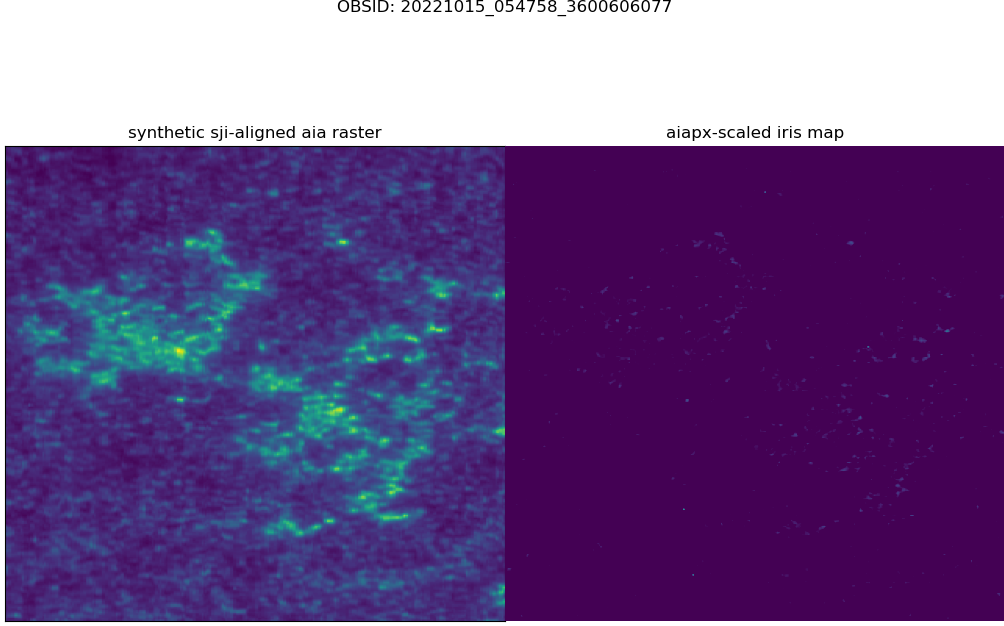 OBSID: 20221015_054758_3600606077
synthetic sji-aligned aia raster
aiapx-scaled iris map